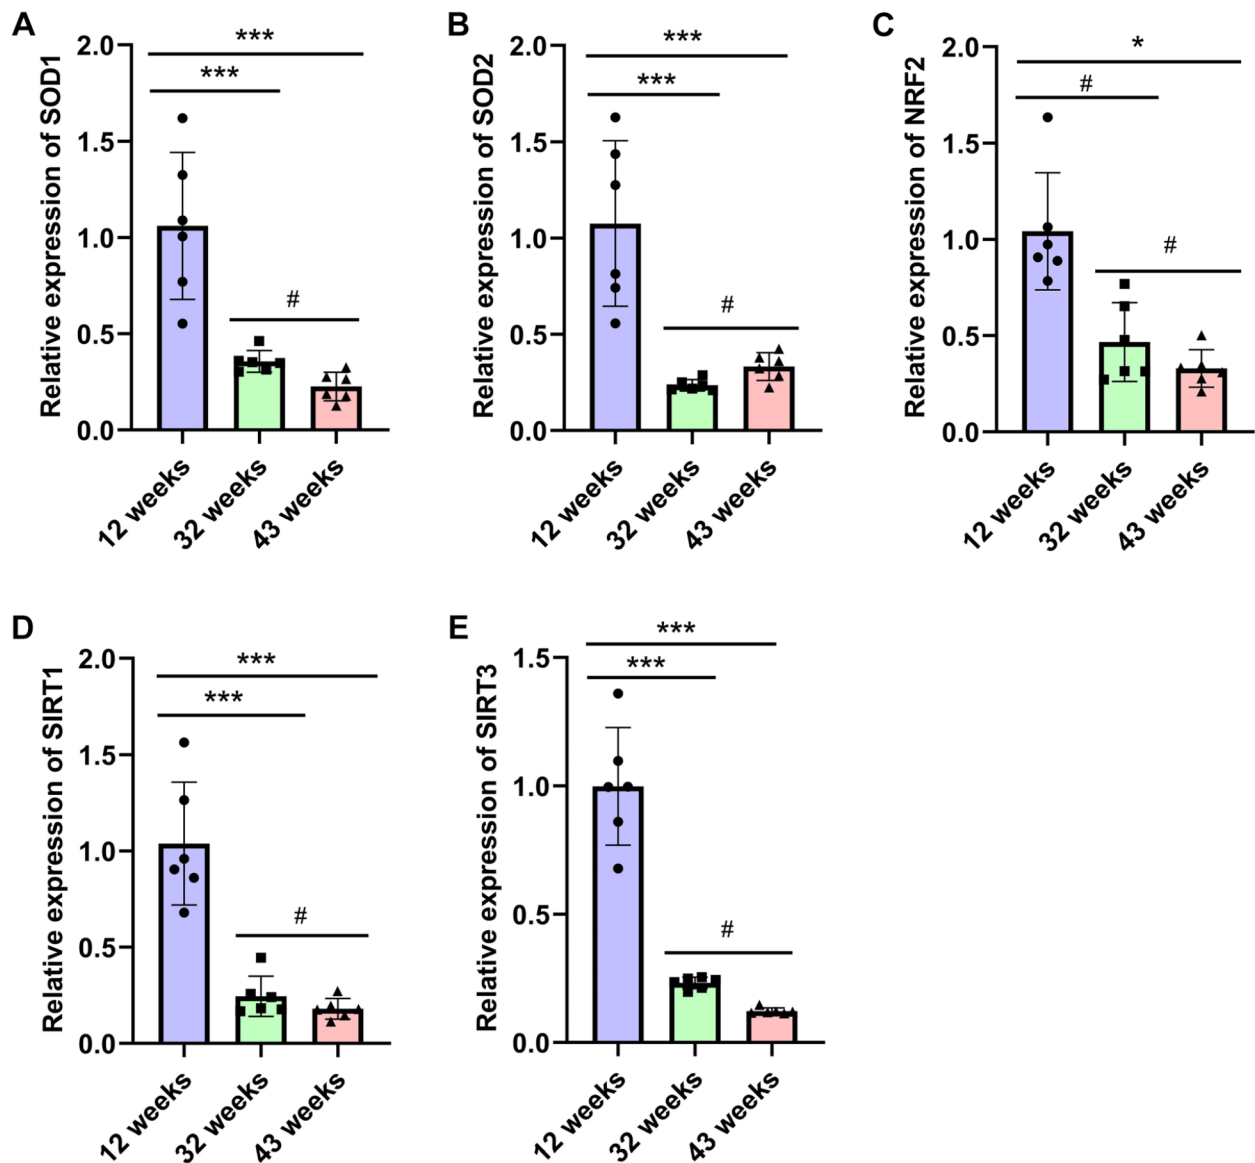 A
Relative expression of SOD1
2.0
1.5
1.0
0.5
0.0
***
***
#
12 weeks
32 weeks
43 weeks
B
Relative expression of SOD2
2.0
1.5
1.0
0.5
0.0
***
***
#
12 weeks
32 weeks
43 weeks
C
Relative expression of NRF2
2.0
1.5
1.0
0.5
0.0
*
#
#
12 weeks
32 weeks
43 weeks
D
Relative expression of SIRT1
2.0
1.5
1.0
0.5
0.0
***
***
#
12 weeks
32 weeks
43 weeks
E
Relative expression of SIRT3
1.5
1.0
0.5
0.0
***
***
#
12 weeks
32 weeks
43 weeks